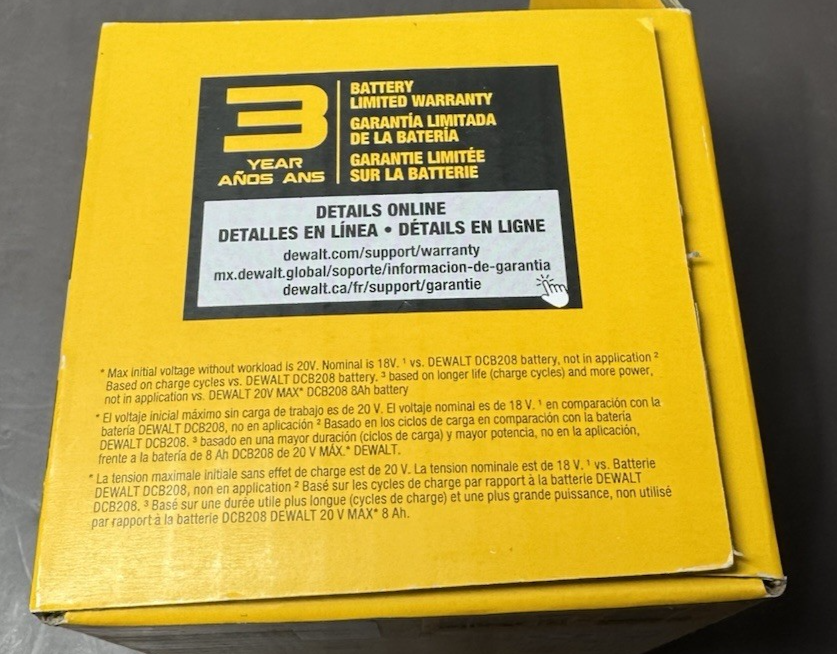 3
YEAR
AÑOS ANS
BATTERY
LIMITED WARRANTY
GARANTÍA LIMITADA
DE LA BATERÍA
GARANTIE LIMITÉE
SUR LA BATTERIE
DETAILS ONLINE
DETALLES EN LÍNEA • DÉTAILS EN LIGNE
dewalt.com/support/warranty
mx.dewalt.global/soporte/informacion-de-garantia
dewalt.ca/fr/support/garantie
* Max initial voltage without workload is 20V. Nominal is 18V. ¹ vs. DEWALT DCB208 battery, not in application ²
Based on charge cycles vs. DEWALT DCB208 battery. ³ based on longer life (charge cycles) and more power,
not in application vs. DEWALT 20V MAX* DCB208 8Ah battery
* El voltaje inicial máximo sin carga de trabajo es de 20 V. El voltaje nominal es de 18 V. ¹ en comparación con la
batería DEWALT DCB208, no en aplicación ² Basado en los ciclos de carga en comparación con la batería
DEWALT DCB208. ³ basado en una mayor duración (ciclos de carga) y mayor potencia, no en la aplicación,
frente a la batería de 8 Ah DCB208 de 20 V MÁX.* DEWALT.
* La tension maximale initiale sans effet de charge est de 20 V. La tension nominale est de 18 V. ¹ vs. Batterie
DEWALT DCB208, non en application ² Basé sur les cycles de charge par rapport à la batterie DEWALT
DCB208. ³ Basé sur une durée utile plus longue (cycles de charge) et une plus grande puissance, non utilisé
par rapport à la batterie DCB208 DEWALT 20 V MAX* 8 Ah.